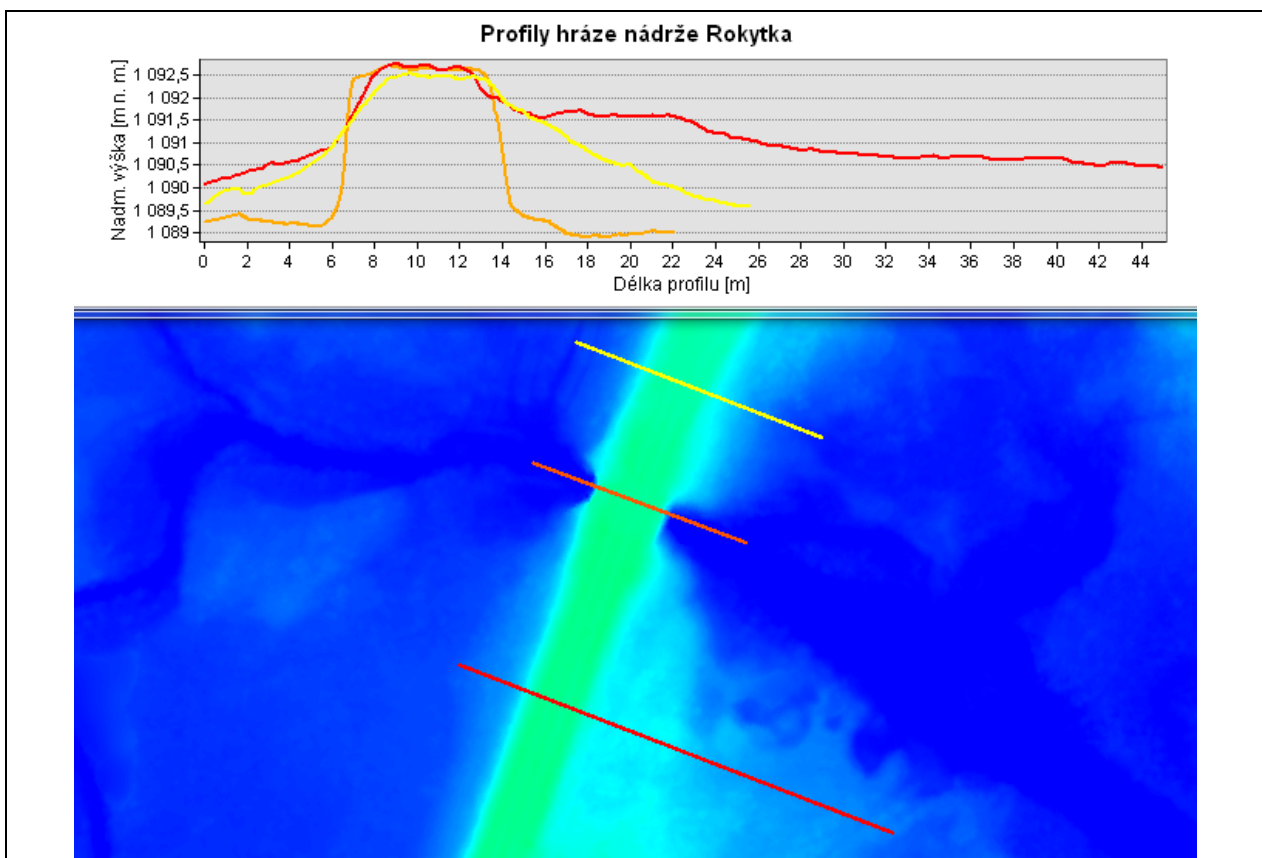 Profily hráze nádrže Rokytka
Nadm. výška [m n. m.]
1 092,5
1 092
1 091,5
1 091
1 090,5
1 090
1 089,5
1 089
0 2 4 6 8 10 12 14 16 18 20 22 24 26 28 30 32 34 36 38 40 42 44
Délka profilu [m]